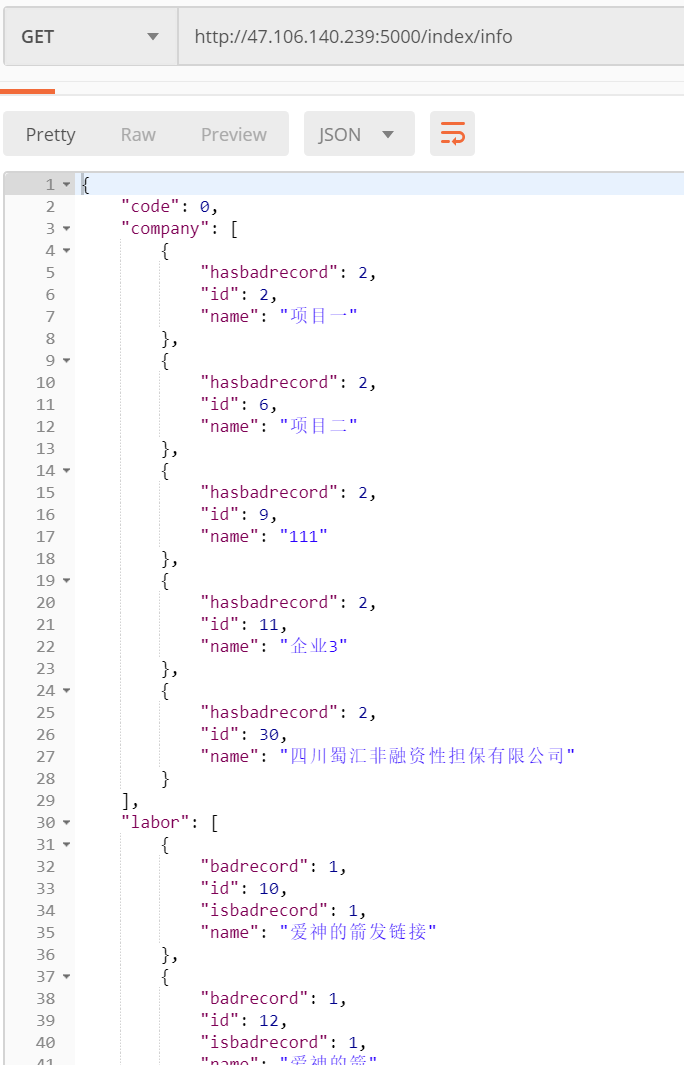 GET http://47.106.140.239:5000/index/info
Pretty Raw Preview JSON
1 {
2 "code": 0,
3 "company": [
4 {
5 "hasbadrecord": 2,
6 "id": 2,
7 "name": "项目一"
8 },
9 {
10 "hasbadrecord": 2,
11 "id": 6,
12 "name": "项目二"
13 },
14 {
15 "hasbadrecord": 2,
16 "id": 9,
17 "name": "111"
18 },
19 {
20 "hasbadrecord": 2,
21 "id": 11,
22 "name": "企业3"
23 },
24 {
25 "hasbadrecord": 2,
26 "id": 30,
27 "name": "四川蜀汇非融资性担保有限公司"
28 }
29 ],
30 "labor": [
31 {
32 "badrecord": 1,
33 "id": 10,
34 "isbadrecord": 1,
35 "name": "爱神的箭发链接"
36 },
37 {
38 "badrecord": 1,
39 "id": 12,
40 "isbadrecord": 1,
41 "name": "爱神的箭"